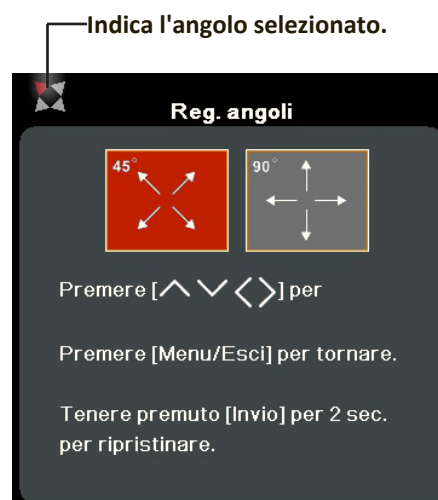 Indica l'angolo selezionato.
Reg. angoli
45° 90°
Premere [︿﹀〈〉] per
Premere [Menu/Esci] per tornare.
Tenere premuto [Invio] per 2 sec.
per ripristinare.